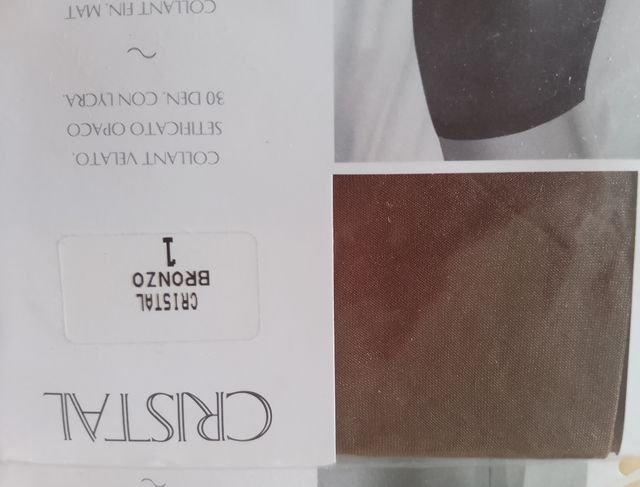 CRISTAL
CRISTAL
BRONZO
1
COLLANT VELATO.
SETIFICATO OPACO
30 DEN. CON LYCRA.
COLLANT FIN. MAT